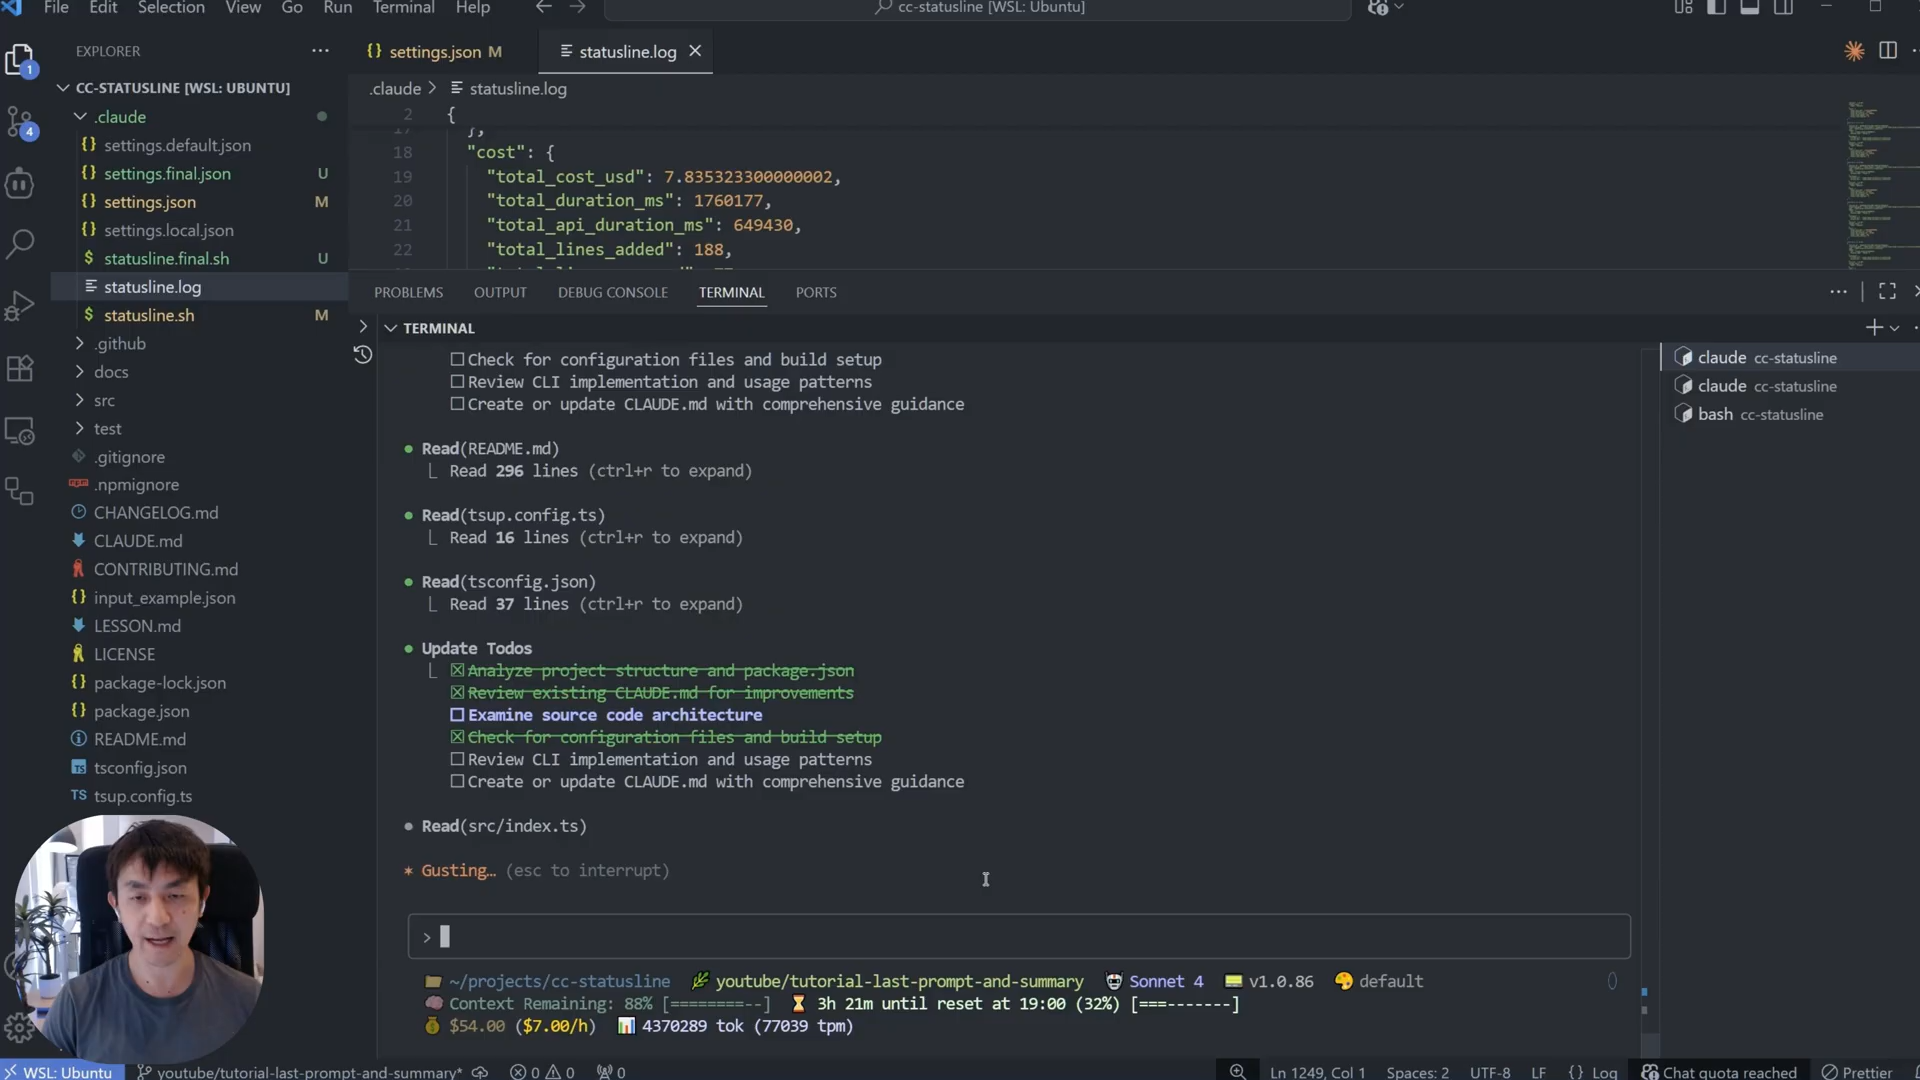 File Edit Selection View Go Run Terminal Help
cc-statusline [WSL: Ubuntu]
EXPLORER
CC-STATUSLINE [WSL: UBUNTU]
.claude
settings.default.json
settings.final.json U
settings.json M
settings.local.json
statusline.final.sh U
statusline.log
statusline.sh M
.github
docs
src
test
.gitignore
.npmignore
CHANGELOG.md
CLAUDE.md
CONTRIBUTING.md
input_example.json
LESSON.md
LICENSE
package-lock.json
package.json
README.md
tsconfig.json
TS tsup.config.ts
1
4
settings.json M
statusline.log
.claude > statusline.log
2 {
17 },
18 "cost": {
19 "total_cost_usd": 7.835323300000002,
20 "total_duration_ms": 1760177,
21 "total_api_duration_ms": 649430,
22 "total_lines_added": 188,
PROBLEMS OUTPUT DEBUG CONSOLE TERMINAL PORTS
TERMINAL
☐ Check for configuration files and build setup
☐ Review CLI implementation and usage patterns
☐ Create or update CLAUDE.md with comprehensive guidance
● Read(README.md)
⎿ Read 296 lines (ctrl+r to expand)
● Read(tsup.config.ts)
⎿ Read 16 lines (ctrl+r to expand)
● Read(tsconfig.json)
⎿ Read 37 lines (ctrl+r to expand)
● Update Todos
⎿ ☒ Analyze project structure and package.json
☒ Review existing CLAUDE.md for improvements
☐ Examine source code architecture
☒ Check for configuration files and build setup
☐ Review CLI implementation and usage patterns
☐ Create or update CLAUDE.md with comprehensive guidance
● Read(src/index.ts)
* Gusting… (esc to interrupt)
>
~/projects/cc-statusline youtube/tutorial-last-prompt-and-summary Sonnet 4 v1.0.86 default
Context Remaining: 88% [========--] 3h 21m until reset at 19:00 (32%) [===-------]
$54.00 ($7.00/h) 4370289 tok (77039 tpm)
claude cc-statusline
claude cc-statusline
bash cc-statusline
WSL: Ubuntu youtube/tutorial-last-prompt-and-summary* 0 0 0 Ln 1249, Col 1 Spaces: 2 UTF-8 LF {} Log Chat quota reached Prettier